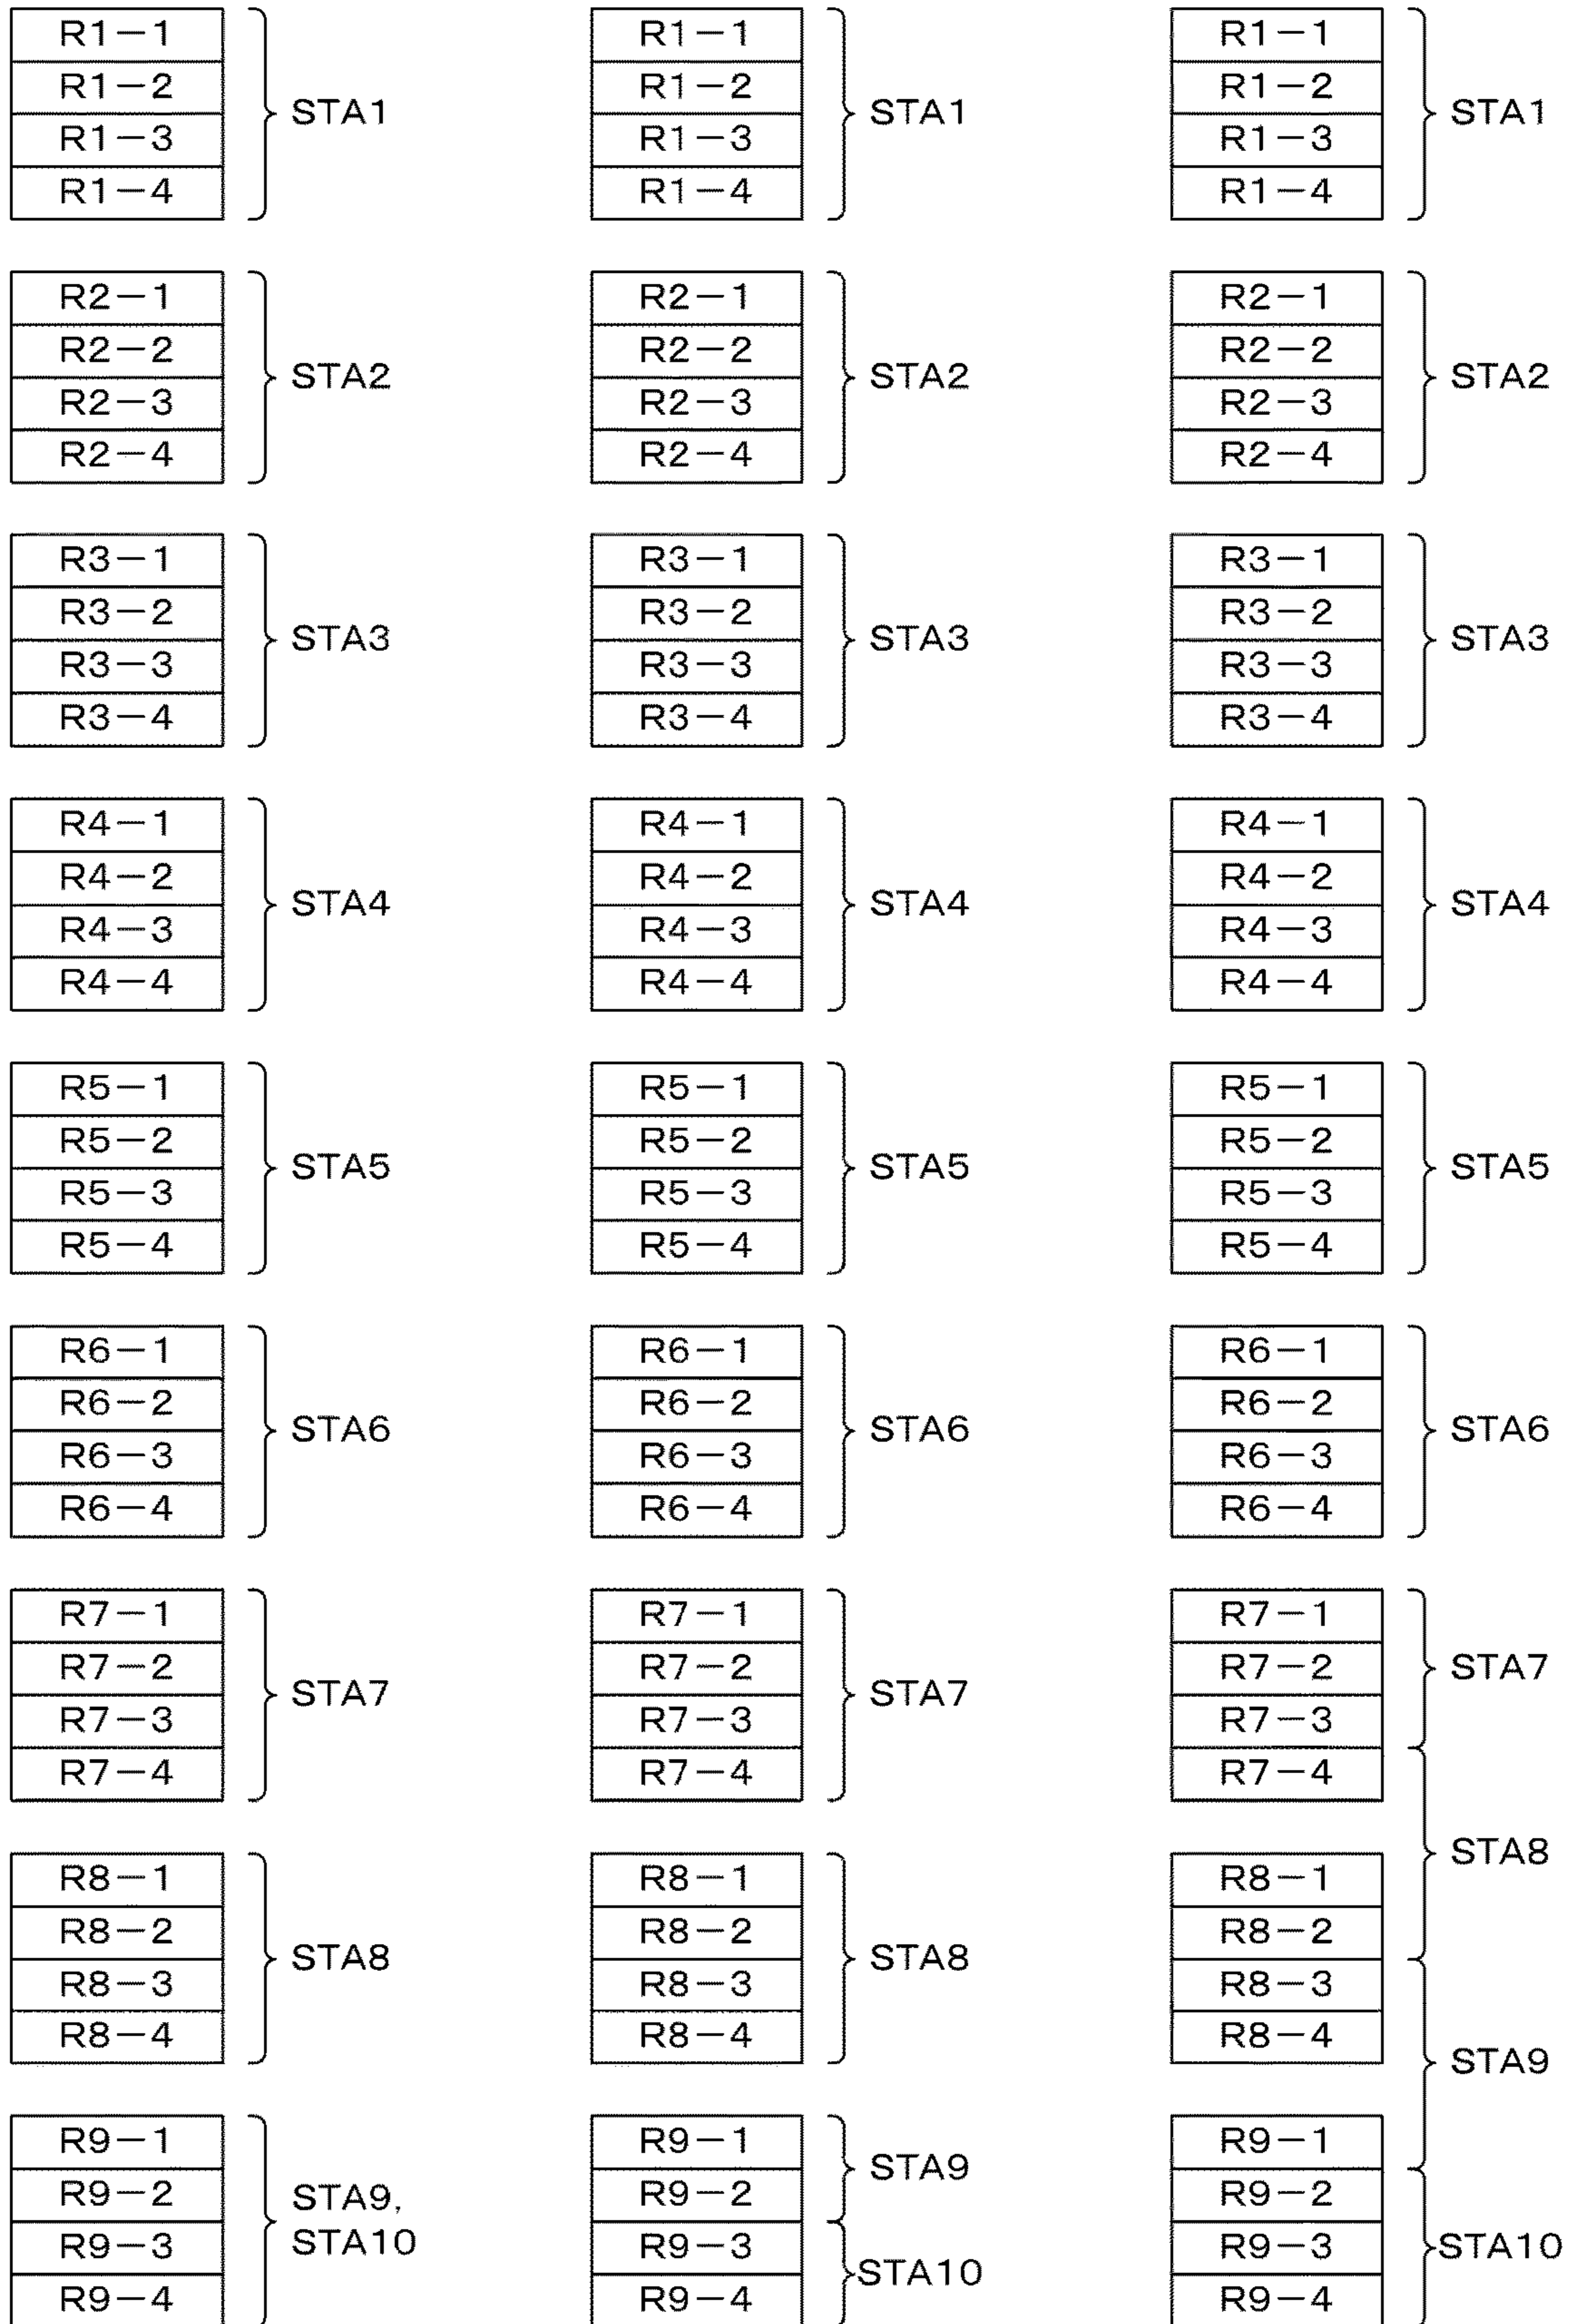 R1-1
R1-2
R1-3
R1-4
STA1
R2-1
R2-2
R2-3
R2-4
STA2
R3-1
R3-2
R3-3
R3-4
STA3
R4-1
R4-2
R4-3
R4-4
STA4
R5-1
R5-2
R5-3
R5-4
STA5
R6-1
R6-2
R6-3
R6-4
STA6
R7-1
R7-2
R7-3
R7-4
STA7
R8-1
R8-2
R8-3
R8-4
STA8
R9-1
R9-2
R9-3
R9-4
STA9,
STA10
R1-1
R1-2
R1-3
R1-4
STA1
R2-1
R2-2
R2-3
R2-4
STA2
R3-1
R3-2
R3-3
R3-4
STA3
R4-1
R4-2
R4-3
R4-4
STA4
R5-1
R5-2
R5-3
R5-4
STA5
R6-1
R6-2
R6-3
R6-4
STA6
R7-1
R7-2
R7-3
R7-4
STA7
R8-1
R8-2
R8-3
R8-4
STA8
R9-1
R9-2
STA9
R9-3
R9-4
STA10
R1-1
R1-2
R1-3
R1-4
STA1
R2-1
R2-2
R2-3
R2-4
STA2
R3-1
R3-2
R3-3
R3-4
STA3
R4-1
R4-2
R4-3
R4-4
STA4
R5-1
R5-2
R5-3
R5-4
STA5
R6-1
R6-2
R6-3
R6-4
STA6
R7-1
R7-2
R7-3
STA7
R7-4
R8-1
R8-2
STA8
R8-3
R8-4
R9-1
STA9
R9-2
R9-3
R9-4
STA10